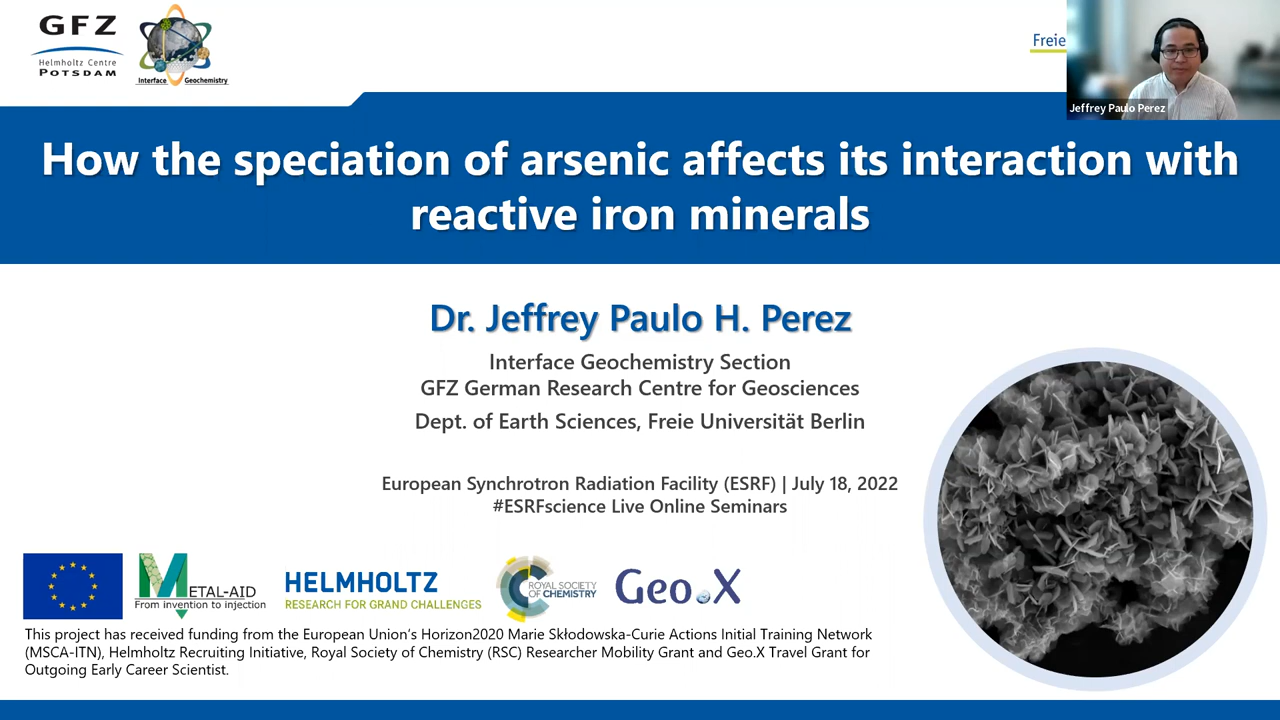 GFZ
Helmholtz Centre
POTSDAM
Interface Geochemistry
Freie
Jeffrey Paulo Perez
How the speciation of arsenic affects its interaction with
reactive iron minerals
Dr. Jeffrey Paulo H. Perez
Interface Geochemistry Section
GFZ German Research Centre for Geosciences
Dept. of Earth Sciences, Freie Universität Berlin
European Synchrotron Radiation Facility (ESRF) | July 18, 2022
#ESRFscience Live Online Seminars
METAL-AID
From invention to injection
HELMHOLTZ
RESEARCH FOR GRAND CHALLENGES
ROYAL SOCIETY
OF CHEMISTRY
Geo.X
This project has received funding from the European Union's Horizon2020 Marie Skłodowska-Curie Actions Initial Training Network
(MSCA-ITN), Helmholtz Recruiting Initiative, Royal Society of Chemistry (RSC) Researcher Mobility Grant and Geo.X Travel Grant for
Outgoing Early Career Scientist.